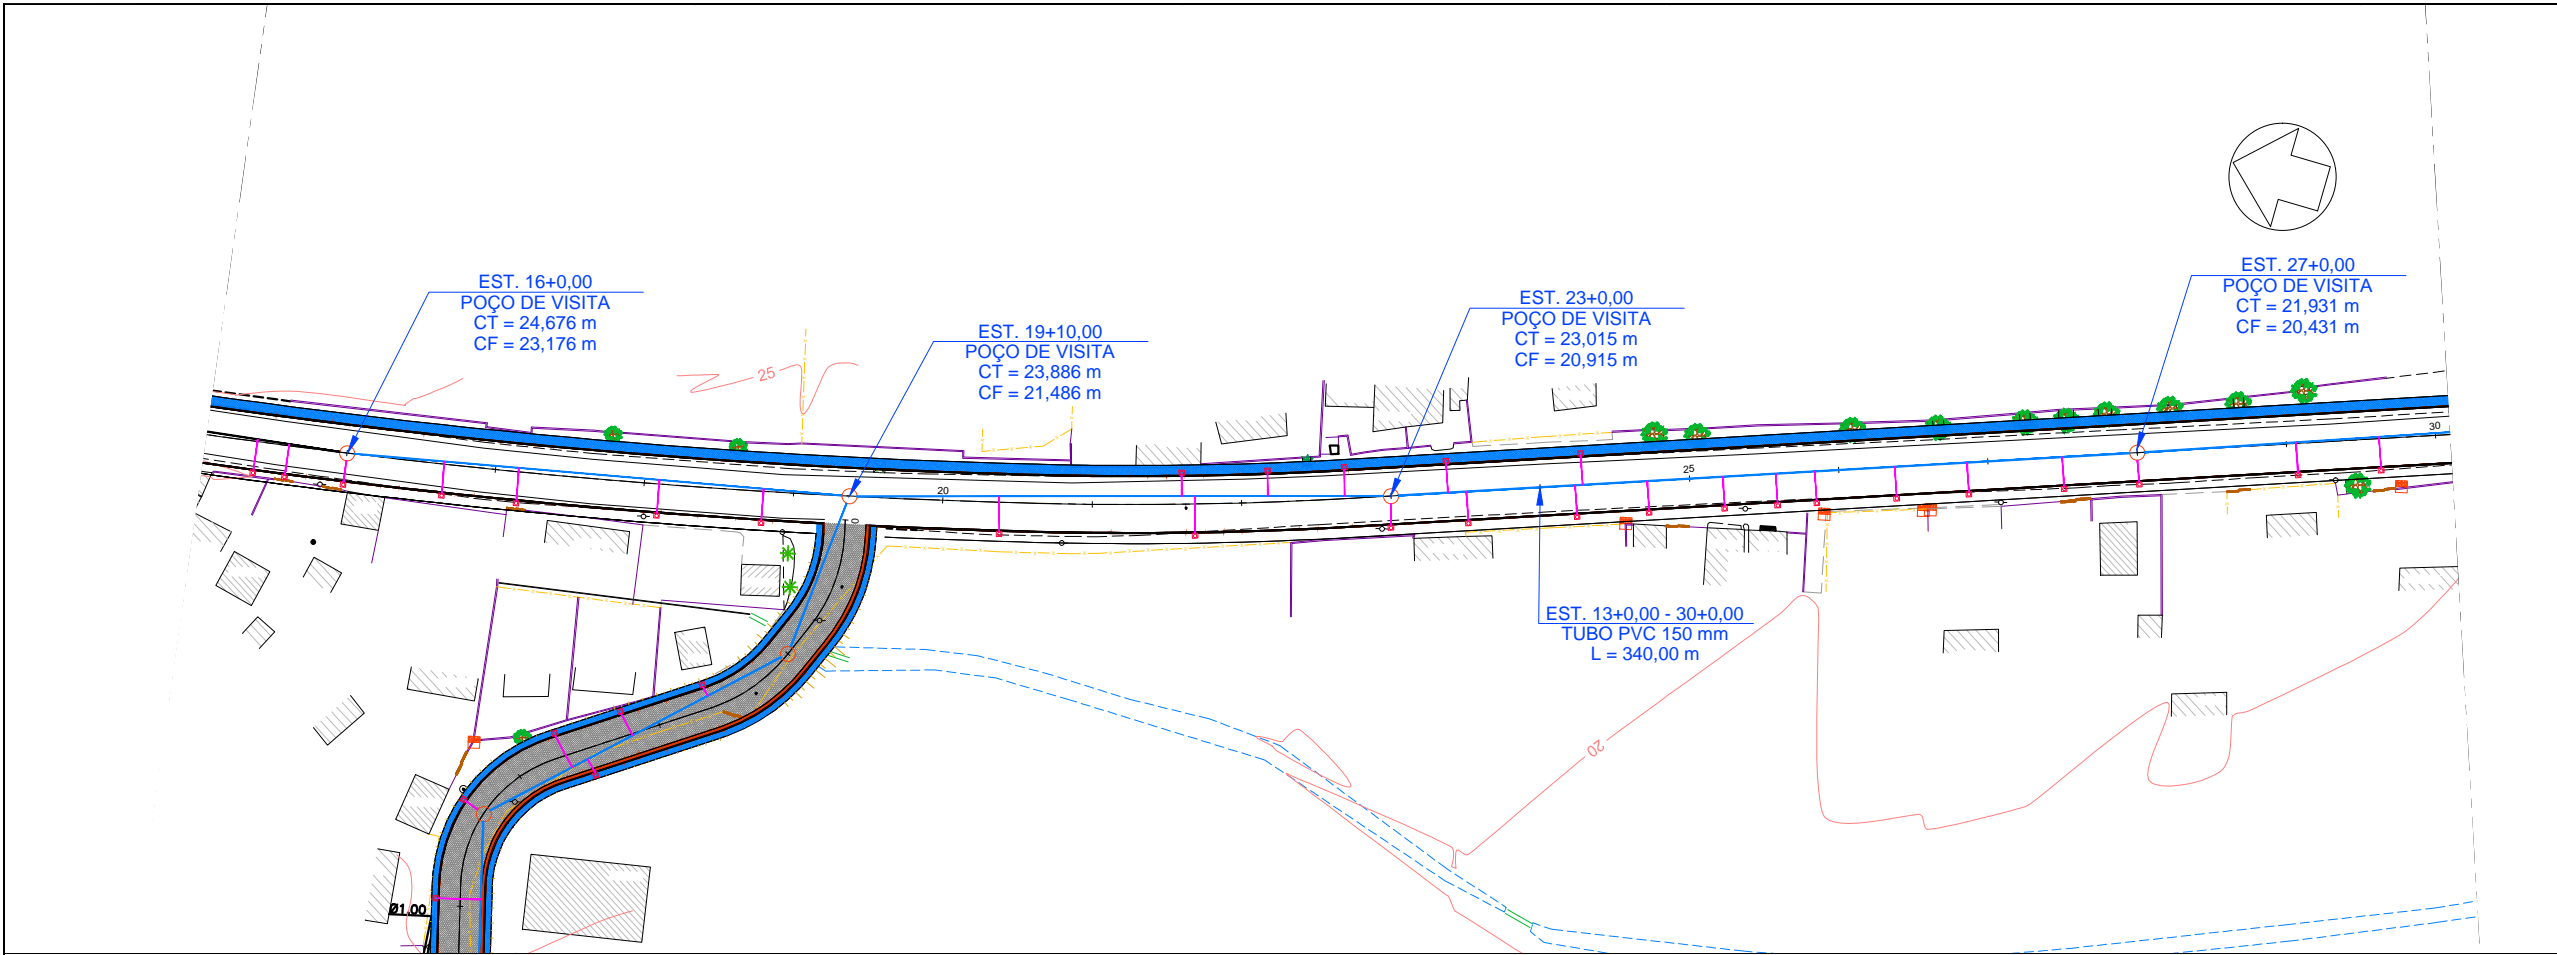 EST. 16+0,00
POÇO DE VISITA
CT = 24,676 m
CF = 23,176 m
EST. 19+10,00
POÇO DE VISITA
CT = 23,886 m
CF = 21,486 m
EST. 23+0,00
POÇO DE VISITA
CT = 23,015 m
CF = 20,915 m
EST. 27+0,00
POÇO DE VISITA
CT = 21,931 m
CF = 20,431 m
25
20
25
30
0
EST. 13+0,00 - 30+0,00
TUBO PVC 150 mm
L = 340,00 m
20
Ø1.00